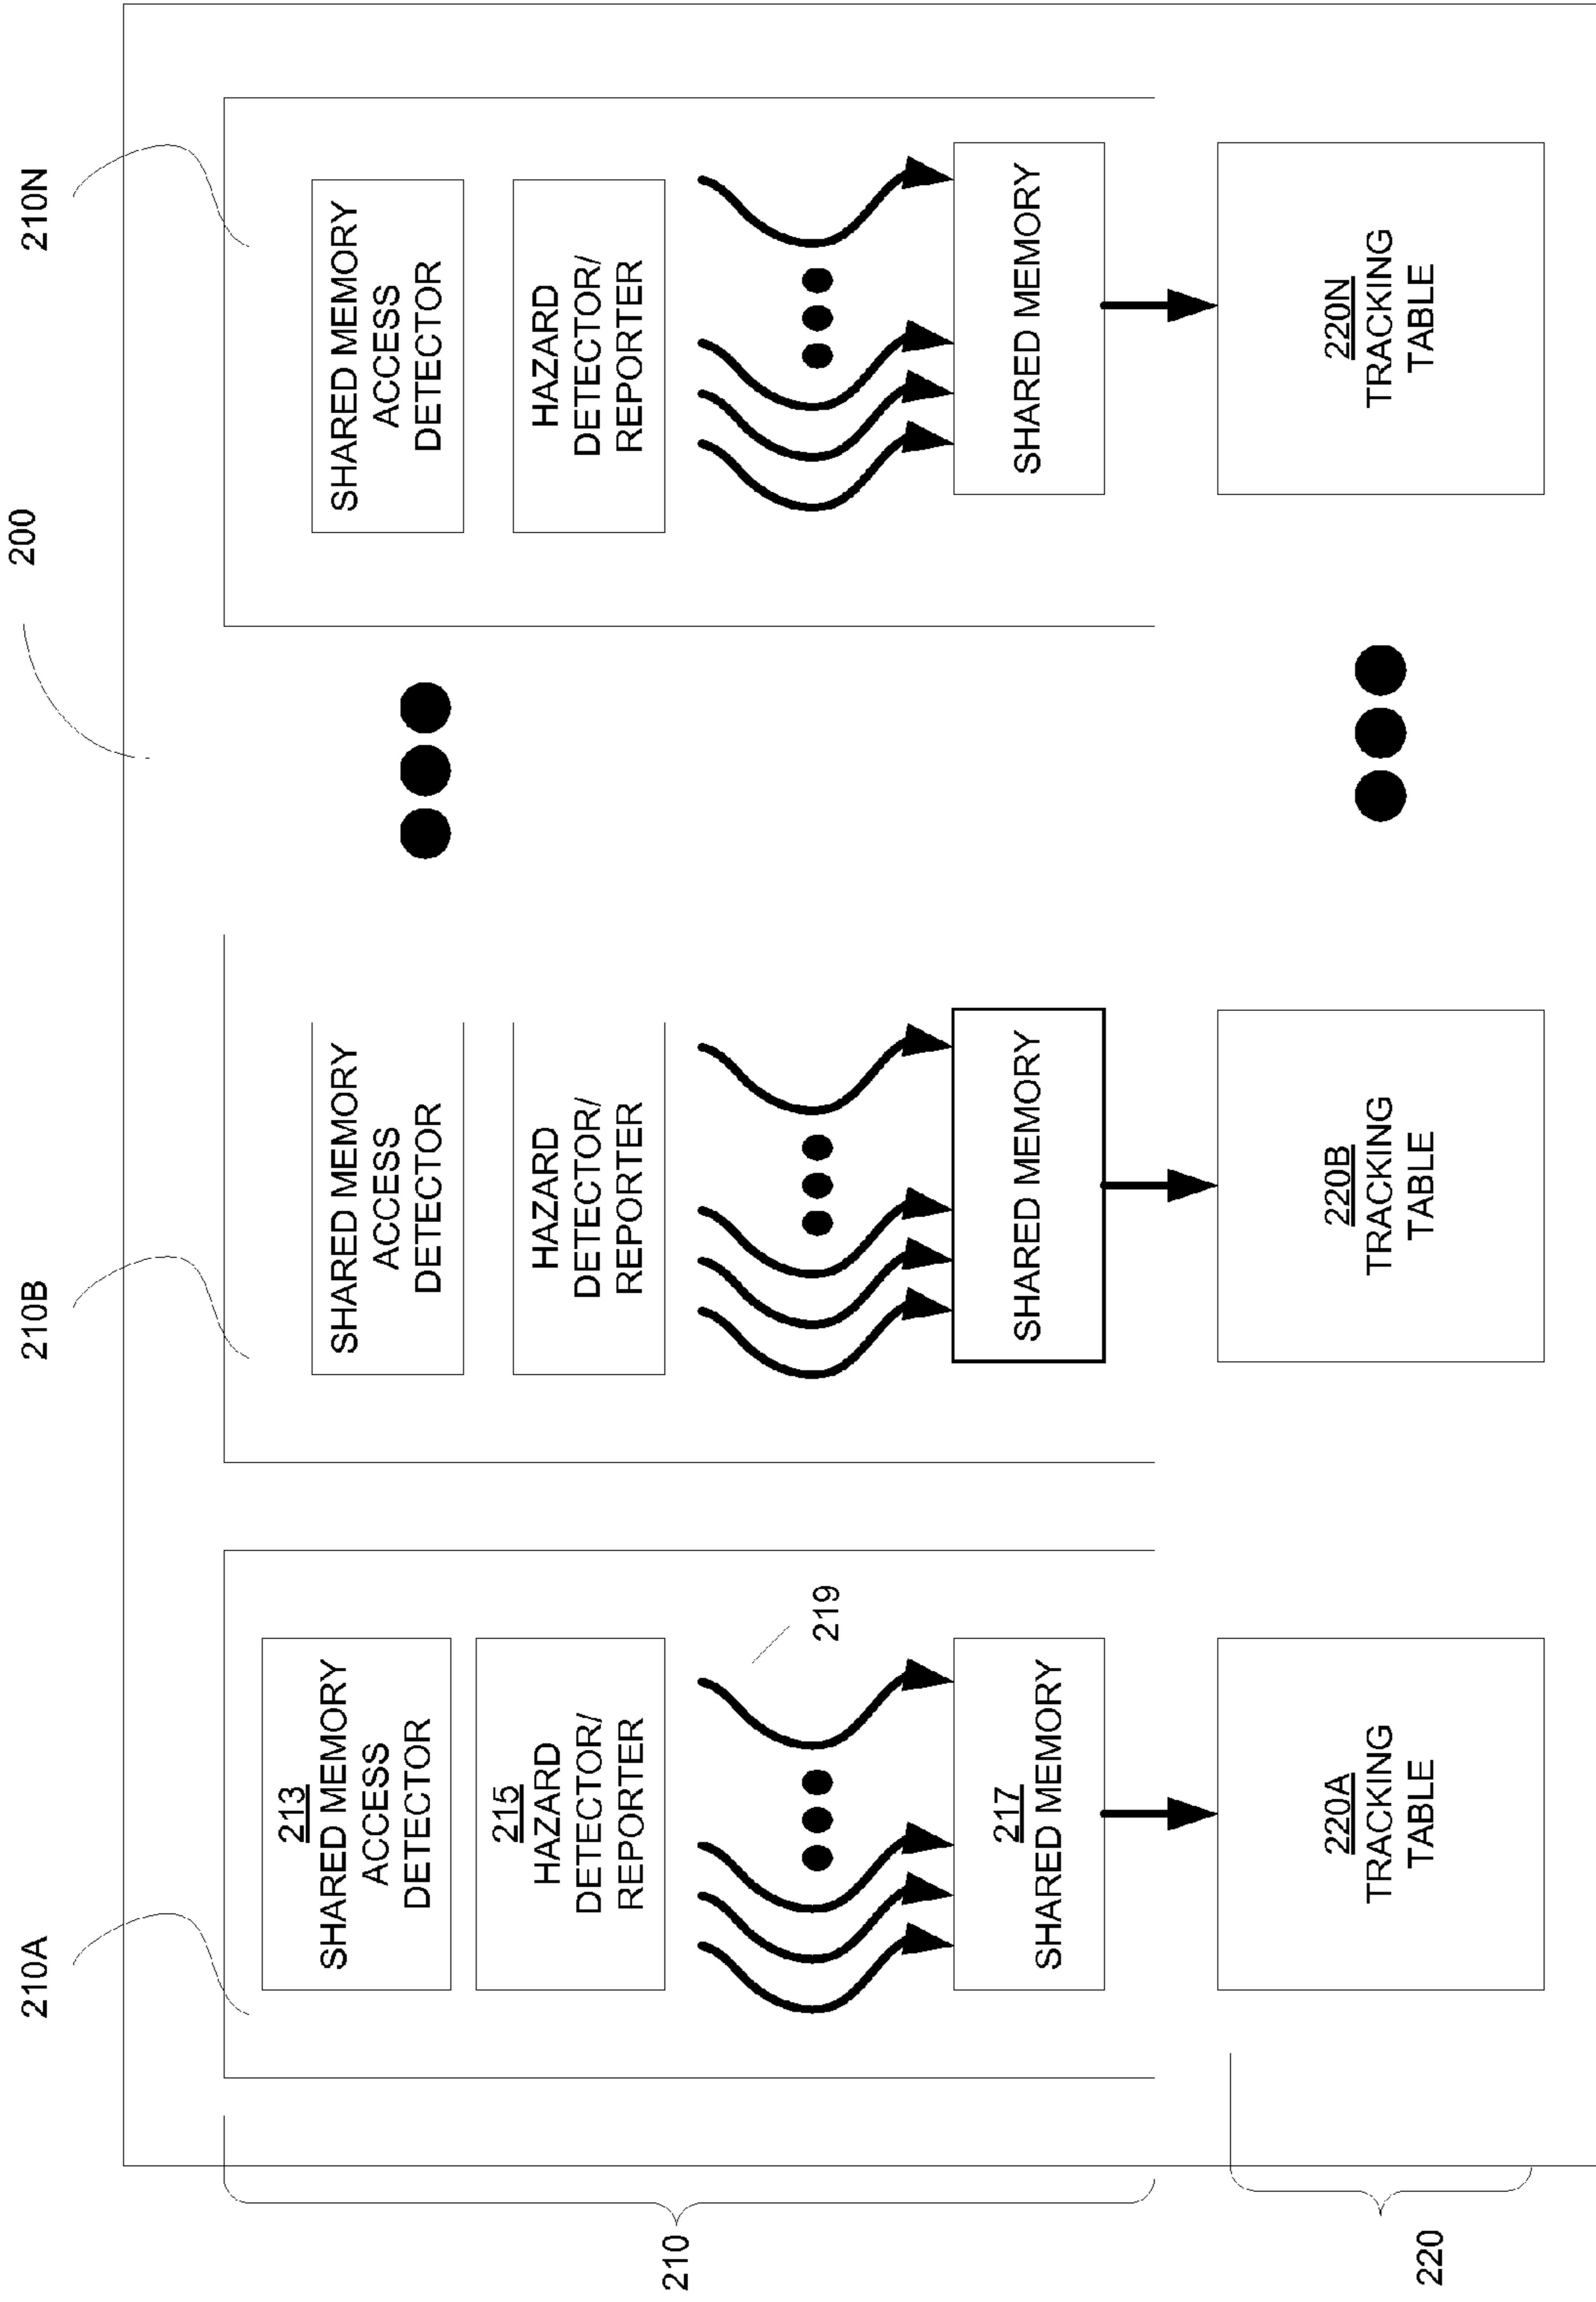 200
210A
210B
210N
213
SHARED MEMORY
ACCESS
DETECTOR
215
HAZARD
DETECTOR/
REPORTER
219
217
SHARED MEMORY
220A
TRACKING
TABLE
SHARED MEMORY
ACCESS
DETECTOR
HAZARD
DETECTOR/
REPORTER
SHARED MEMORY
220B
TRACKING
TABLE
SHARED MEMORY
ACCESS
DETECTOR
HAZARD
DETECTOR/
REPORTER
SHARED MEMORY
220N
TRACKING
TABLE
210
220